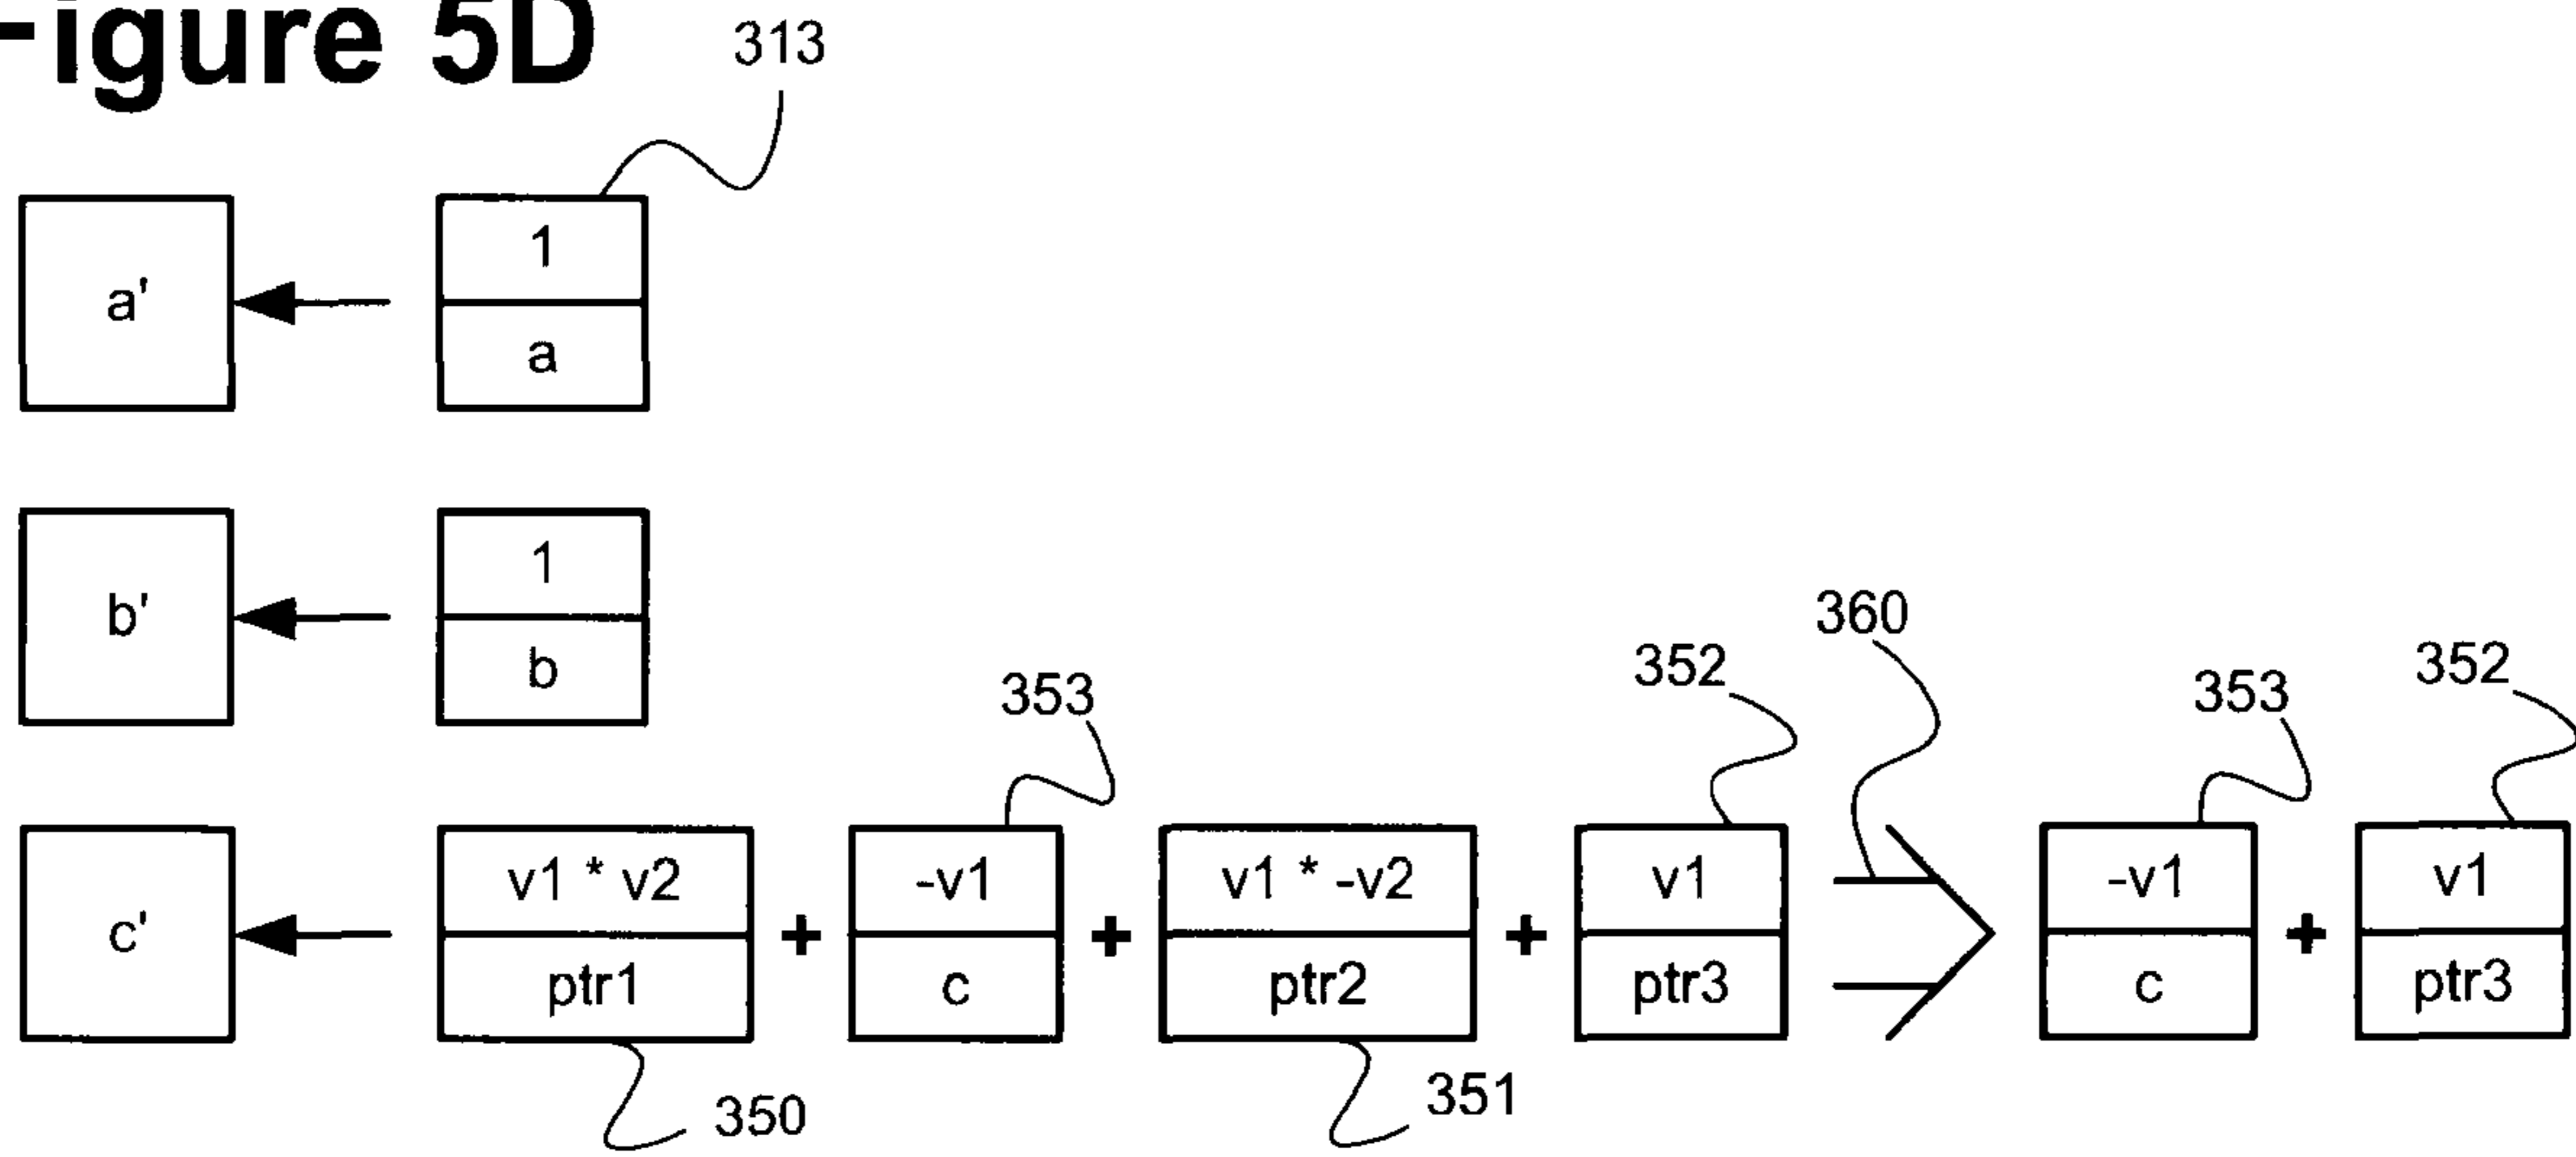 Figure 5D
313
a'
1
a
b'
1
b
353
352
360
353
352
c'
v1 * v2
ptr1
+
-v1
c
+
v1 * -v2
ptr2
+
v1
ptr3
-v1
c
+
v1
ptr3
350
351